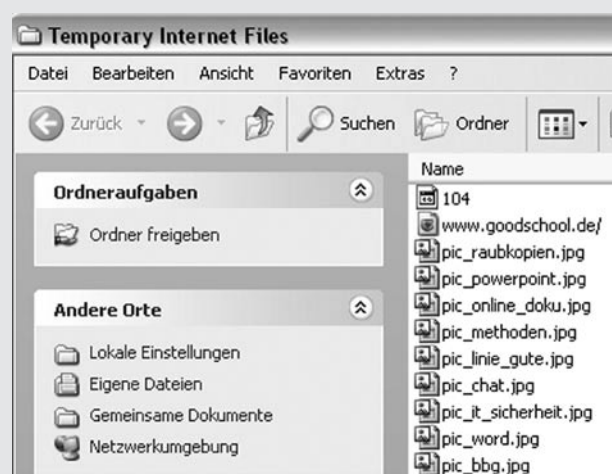 Temporary Internet Files
Datei Bearbeiten Ansicht Favoriten Extras ?
Zurück Suchen Ordner
Ordneraufgaben
Ordner freigeben
Andere Orte
Lokale Einstellungen
Eigene Dateien
Gemeinsame Dokumente
Netzwerkumgebung
Name
104
www.goodschool.de/
pic_raubkopien.jpg
pic_powerpoint.jpg
pic_online_doku.jpg
pic_methoden.jpg
pic_linie_gute.jpg
pic_chat.jpg
pic_it_sicherheit.jpg
pic_word.jpg
pic_bbg.jpg